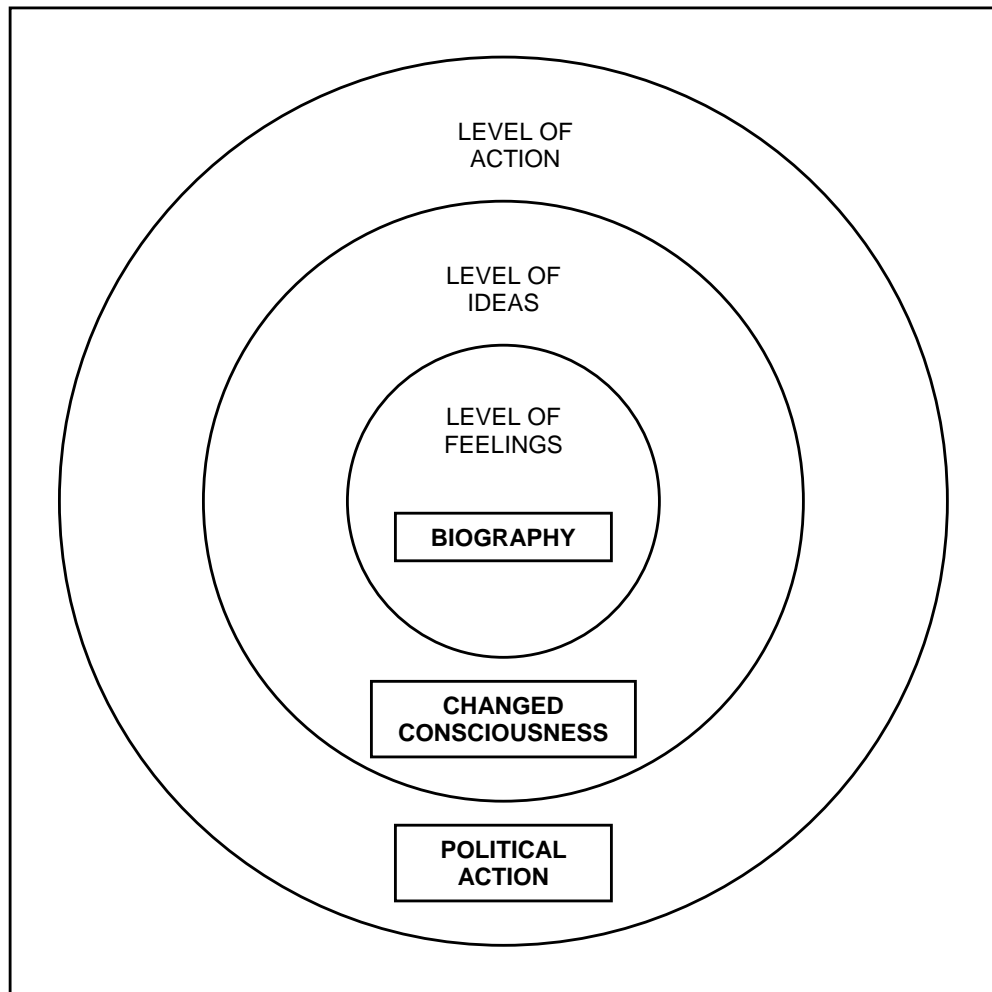 LEVEL OF
ACTION
LEVEL OF
IDEAS
LEVEL OF
FEELINGS
BIOGRAPHY
CHANGED
CONSCIOUSNESS
POLITICAL
ACTION